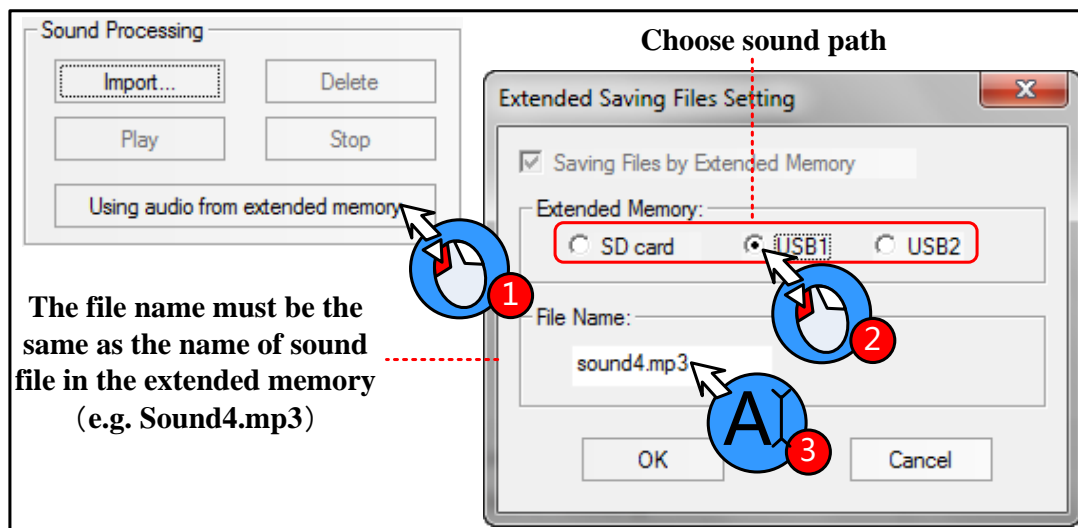 Sound Processing
Import...
Delete
Play
Stop
Using audio from extended memory
1
The file name must be the
same as the name of sound
file in the extended memory
（e.g. Sound4.mp3）
Choose sound path
Extended Saving Files Setting
X
Saving Files by Extended Memory
Extended Memory:
SD card
USB1
USB2
2
File Name:
sound4.mp3
A
3
OK
Cancel